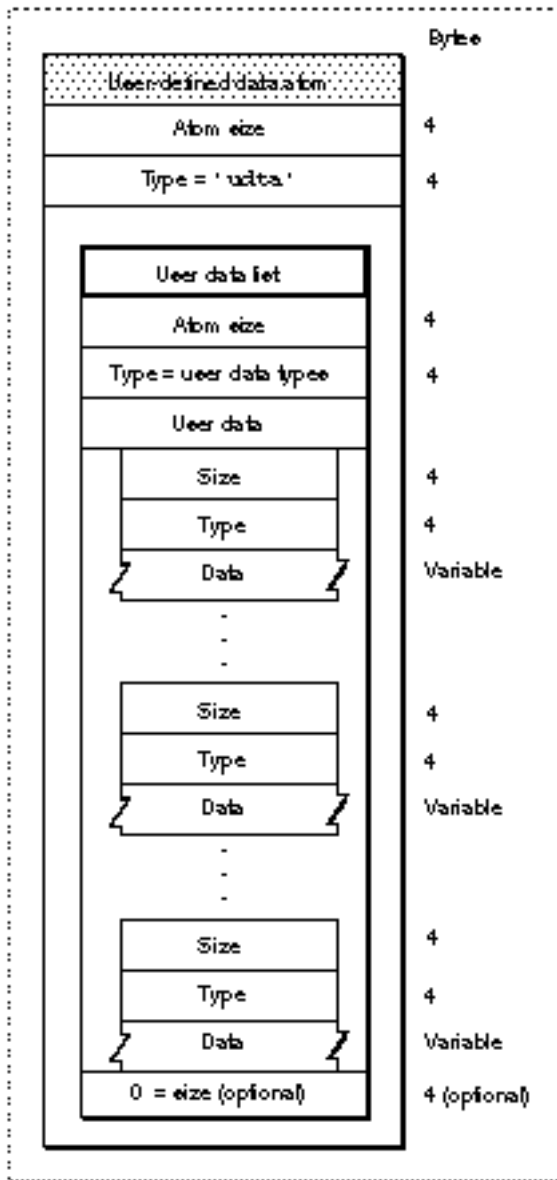 Bytes
User-defined data atom
Atom size 4
Type = 'udta' 4
User data list
Atom size 4
Type = user data types 4
User data
Size 4
Type 4
Data Variable
Size 4
Type 4
Data Variable
Size 4
Type 4
Data Variable
0 = size (optional) 4 (optional)